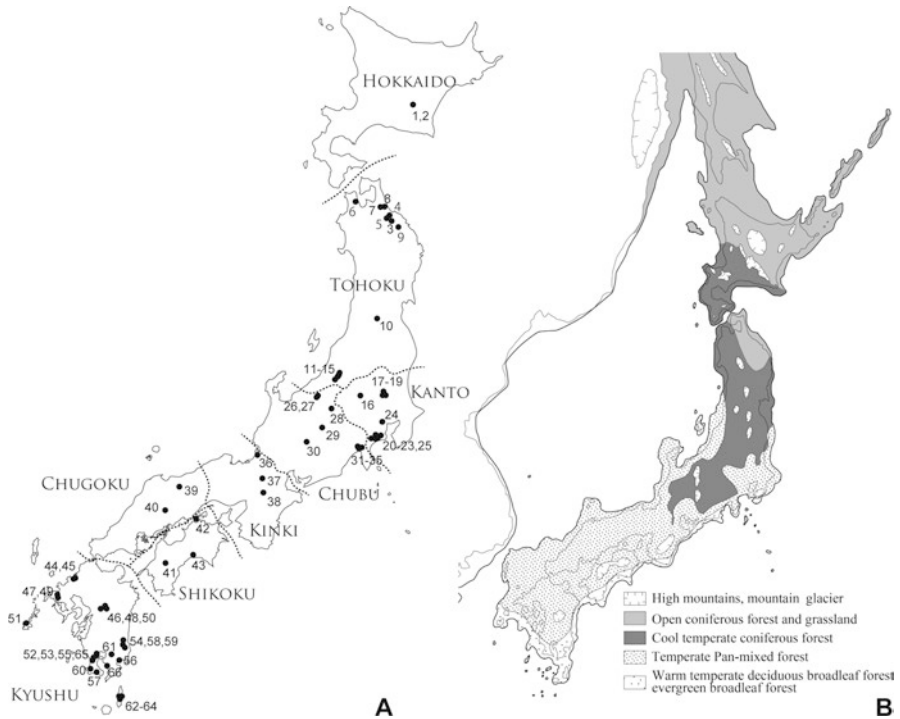 HOKKAIDO
1,2
8
7
4
6
5
3
9
TOHOKU
10
11-15
17-19
KANTO
26,27
16
28
24
29
20-23,25
30
36
31-35
37
CHUBU
CHUGOKU
39
38
40
KINKI
42
41
43
44,45
SHIKOKU
47,49
46,48,50
51
54,58,59
52,53,55,65
61
56
60
66
57
KYUSHU
62-64
A
High mountains, mountain glacier
Open coniferous forest and grassland
Cool temperate coniferous forest
Temperate Pan-mixed forest
Warm temperate deciduous broadleaf forest
evergreen broadleaf forest
B